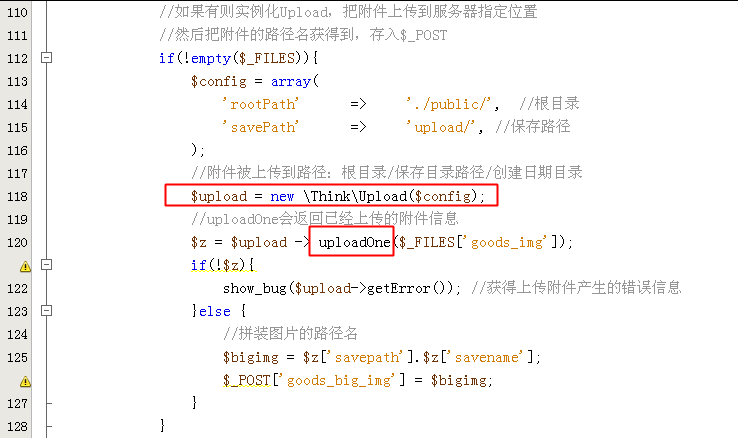 110 //如果有则实例化Upload，把附件上传到服务器指定位置
111 //然后把附件的路径名获得到，存入$_POST
112 if(!empty($_FILES)){
113 $config = array(
114 'rootPath' => './public/', //根目录
115 'savePath' => 'upload/', //保存路径
116 );
117 //附件被上传到路径：根目录/保存目录路径/创建日期目录
118 $upload = new \Think\Upload($config);
119 //uploadOne会返回已经上传的附件信息
120 $z = $upload -> uploadOne($_FILES['goods_img']);
if(!$z){
122 show_bug($upload->getError()); //获得上传附件产生的错误信息
123 }else {
124 //拼装图片的路径名
125 $bigimg = $z['savepath'].$z['savename'];
$_POST['goods_big_img'] = $bigimg;
127 }
128 }